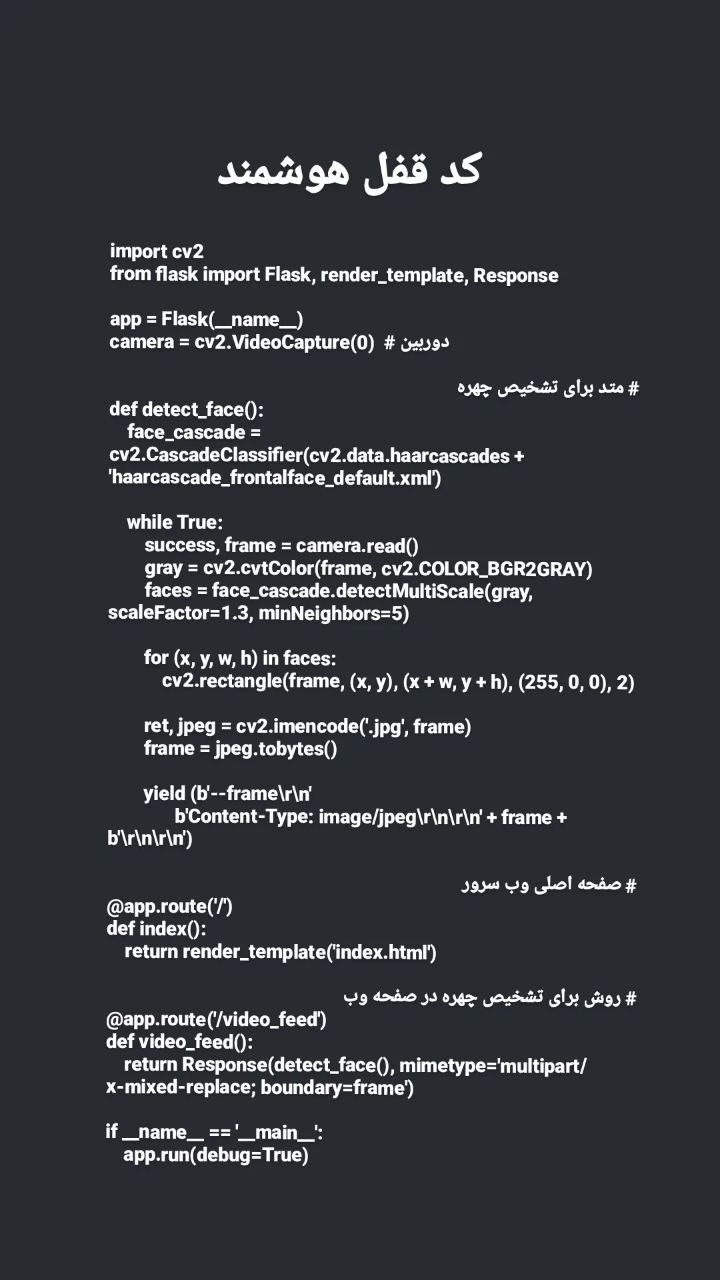 کد قفل هوشمند
import cv2
from flask import Flask, render_template, Response
app = Flask(__name__)
camera = cv2.VideoCapture(0)  # دوربین
# متد برای تشخیص چهره
def detect_face():
    face_cascade =
cv2.CascadeClassifier(cv2.data.haarcascades +
'haarcascade_frontalface_default.xml')
    while True:
        success, frame = camera.read()
        gray = cv2.cvtColor(frame, cv2.COLOR_BGR2GRAY)
        faces = face_cascade.detectMultiScale(gray,
scaleFactor=1.3, minNeighbors=5)
        for (x, y, w, h) in faces:
            cv2.rectangle(frame, (x, y), (x + w, y + h), (255, 0, 0), 2)
        ret, jpeg = cv2.imencode('.jpg', frame)
        frame = jpeg.tobytes()
        yield (b'--frame\r\n'
               b'Content-Type: image/jpeg\r\n\r\n' + frame +
b'\r\n\r\n')
# صفحه اصلی وب سرور
@app.route('/')
def index():
    return render_template('index.html')
# روش برای تشخیص چهره در صفحه وب
@app.route('/video_feed')
def video_feed():
    return Response(detect_face(), mimetype='multipart/
x-mixed-replace; boundary=frame')
if __name__ == '__main__':
    app.run(debug=True)